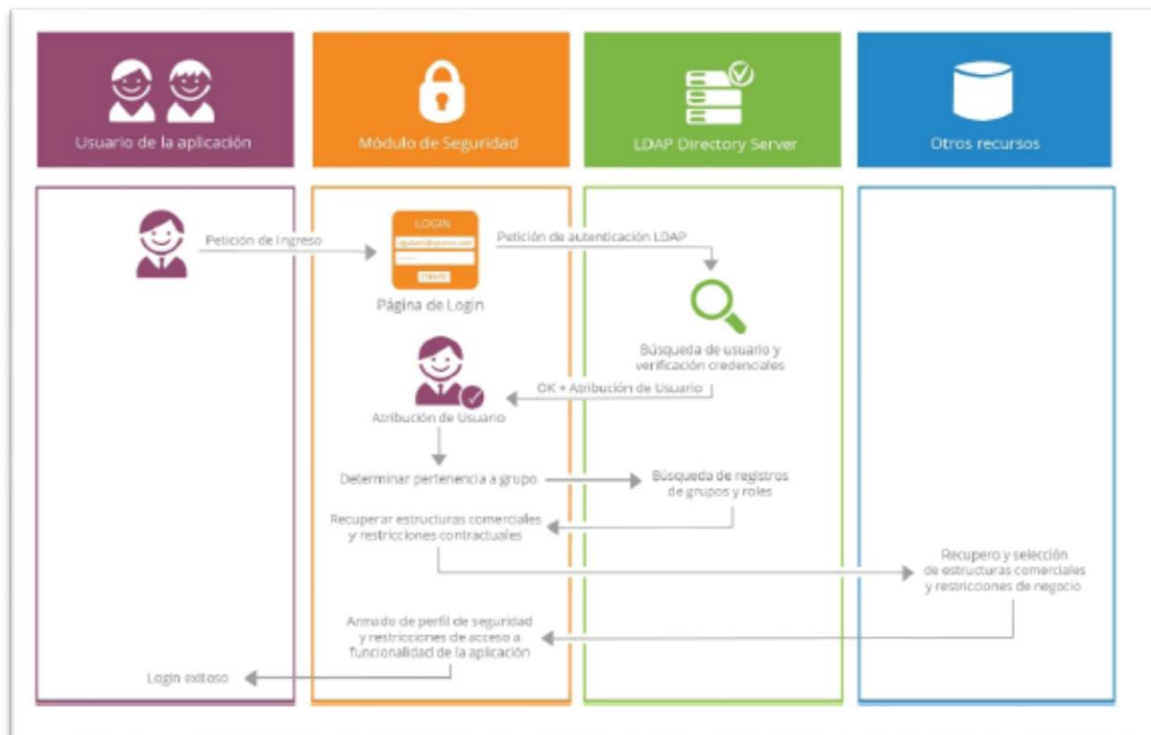 Usuario de la aplicación
Módulo de Seguridad
LDAP Directory Server
Otros recursos
Petición de Ingreso
LOGIN
Página de Login
Petición de autenticación LDAP
Búsqueda de usuario y
verificación credenciales
OK + Atribución de Usuario
Atribución de Usuario
Determinar pertenencia a grupo
Búsqueda de registros
de grupos y roles
Recuperar estructuras comerciales
y restricciones contractuales
Recupero y selección
de estructuras comerciales
y restricciones de negocio
Armado de perfil de seguridad
y restricciones de acceso a
funcionalidad de la aplicación
Login exitoso